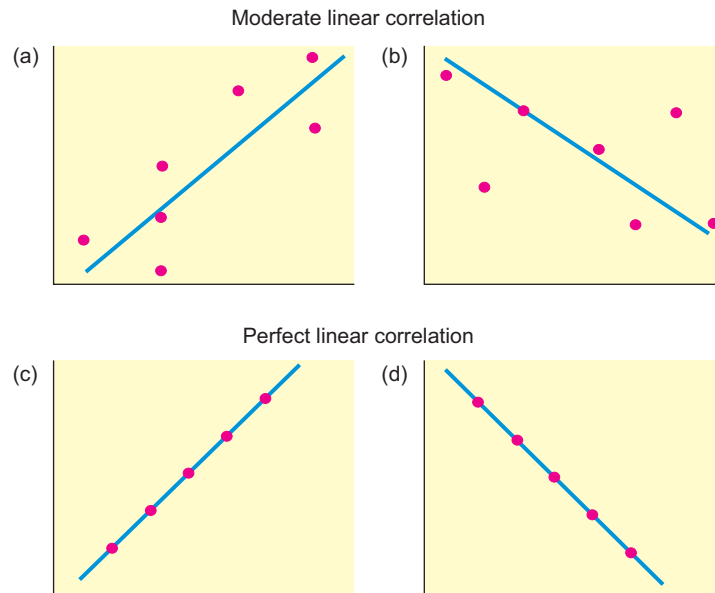 Moderate linear correlation
(a)
(b)
Perfect linear correlation
(c)
(d)